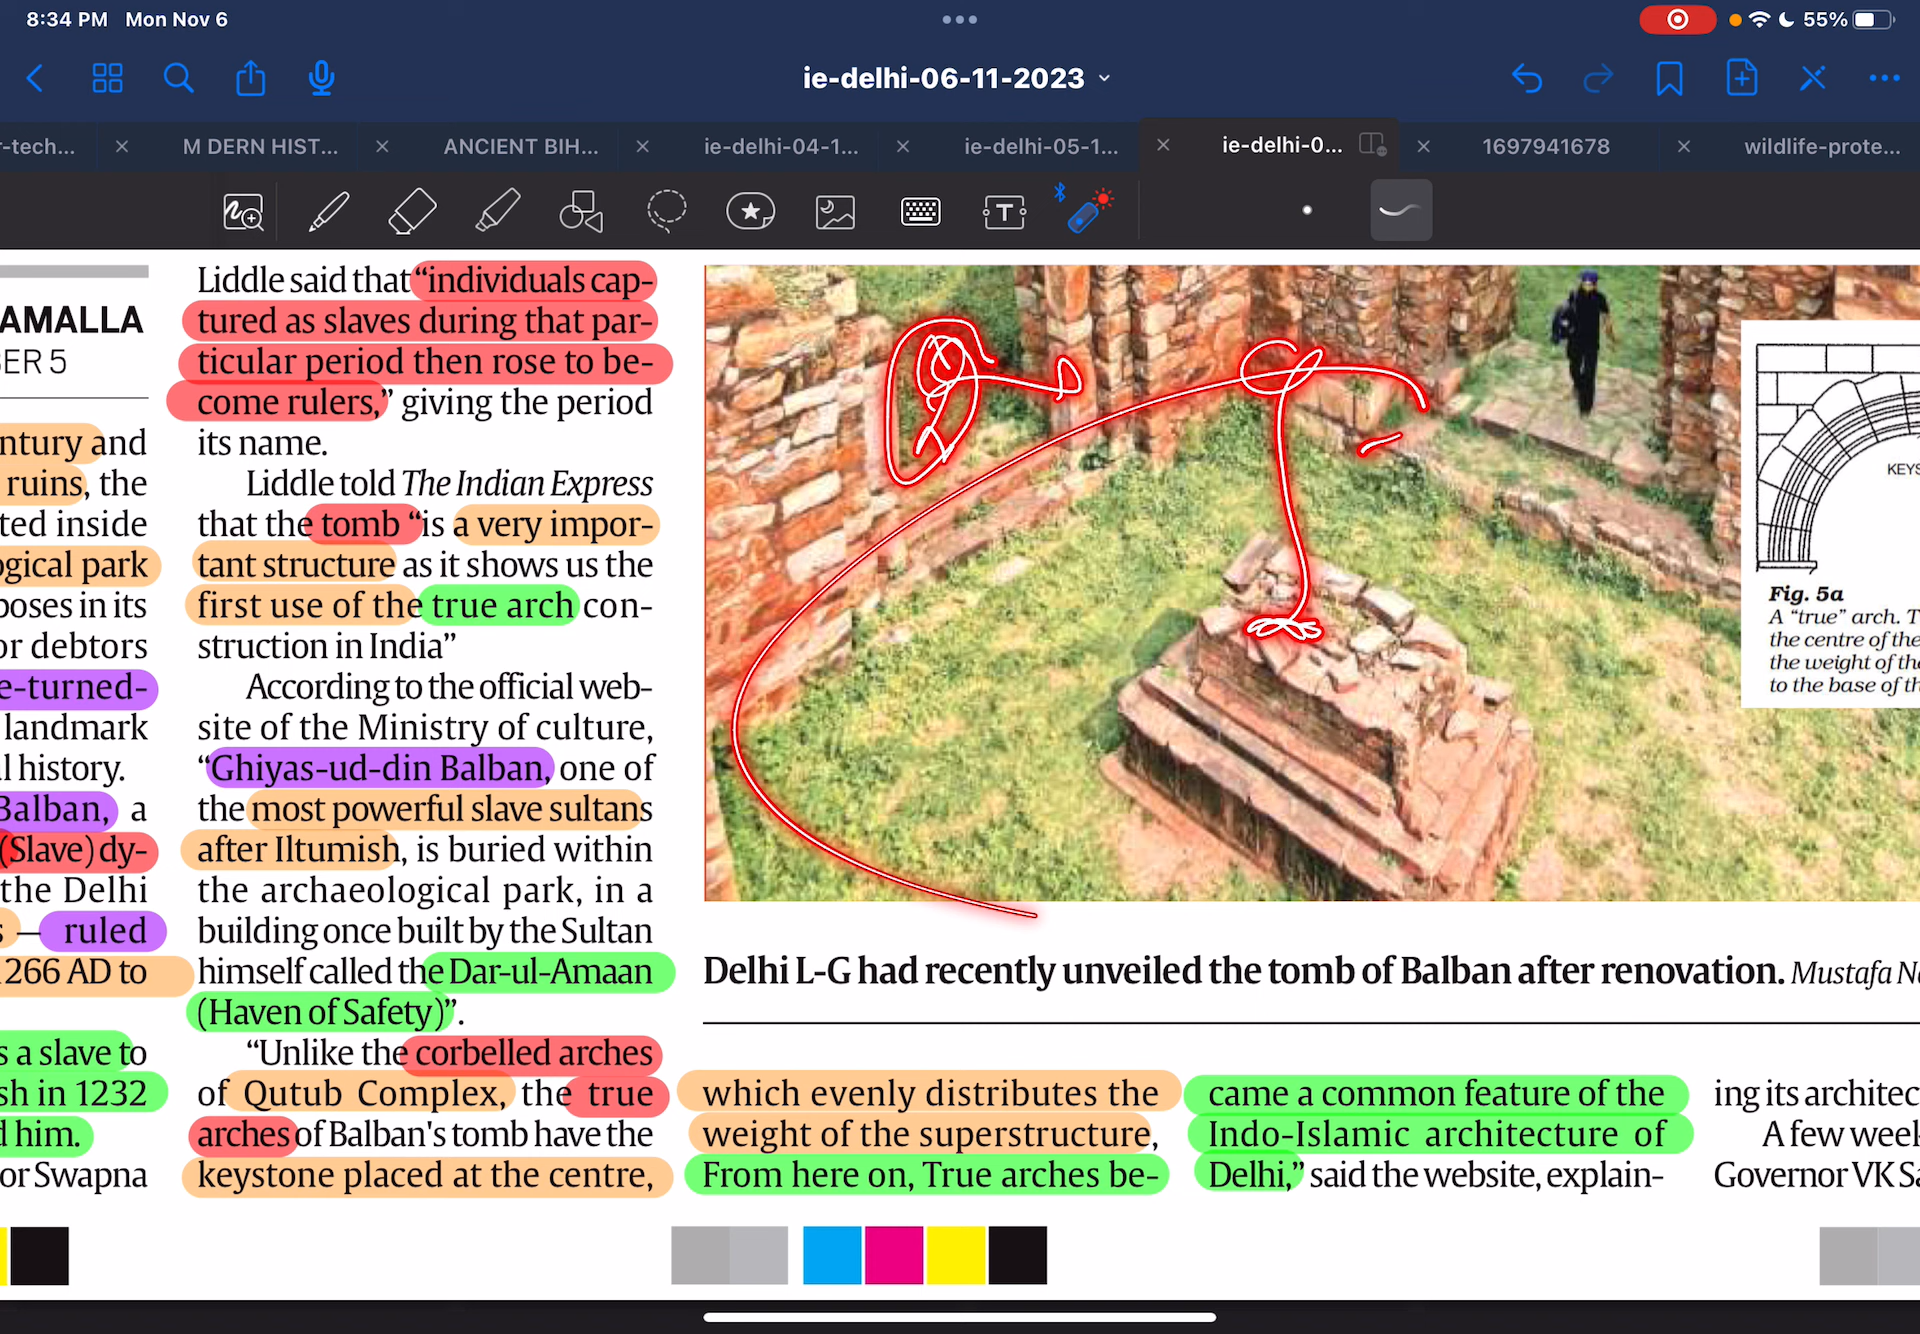 8:34 PM Mon Nov 6
55%
ie-delhi-06-11-2023
r-tech...
M DERN HIST...
ANCIENT BIH...
ie-delhi-04-1...
ie-delhi-05-1...
ie-delhi-0...
1697941678
wildlife-prote...
AMALLA
BER 5
ntury and
ruins, the
ted inside
ogical park
poses in its
or debtors
e-turned-
landmark
l history.
Balban, a
(Slave) dy-
the Delhi
s — ruled
1266 AD to
s a slave to
sh in 1232
d him.
or Swapna
Liddle said that “individuals cap-
tured as slaves during that par-
ticular period then rose to be-
come rulers,” giving the period
its name.
Liddle told The Indian Express
that the tomb “is a very impor-
tant structure as it shows us the
first use of the true arch con-
struction in India”
According to the official web-
site of the Ministry of culture,
“Ghiyas-ud-din Balban, one of
the most powerful slave sultans
after Iltumish, is buried within
the archaeological park, in a
building once built by the Sultan
himself called the Dar-ul-Amaan
(Haven of Safety)”.
“Unlike the corbelled arches
of Qutub Complex, the true
arches of Balban's tomb have the
keystone placed at the centre,
KEYS
Fig. 5a
A “true” arch. T
the centre of the
the weight of the
to the base of th
Delhi L-G had recently unveiled the tomb of Balban after renovation. Mustafa Na
which evenly distributes the
weight of the superstructure,
From here on, True arches be-
came a common feature of the
Indo-Islamic architecture of
Delhi,” said the website, explain-
ing its architec
A few week
Governor VK Sa